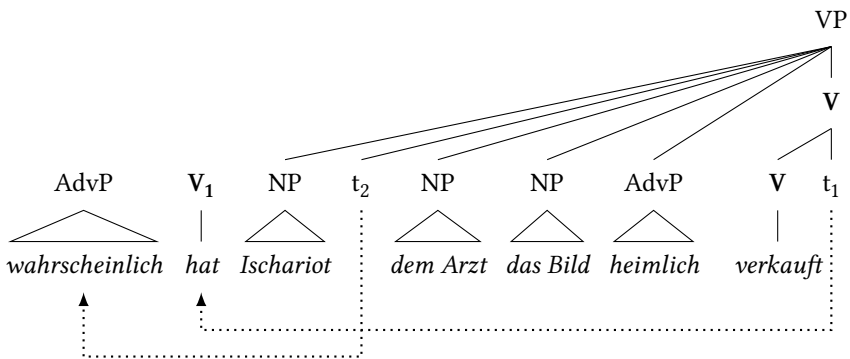 VP
V
AdvP V₁ NP t₂ NP NP AdvP V t₁
wahrscheinlich hat Ischariot dem Arzt das Bild heimlich verkauft